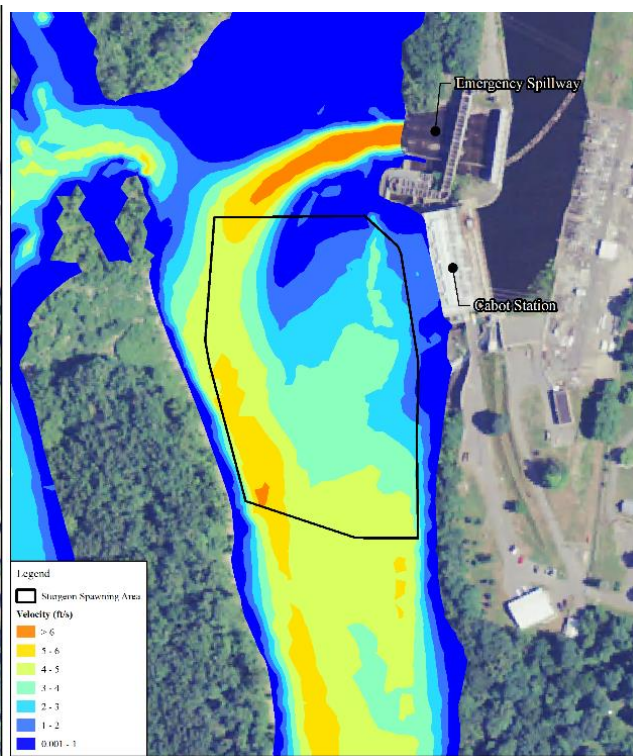 Emergency Spillway
Cabot Station
Legend
Sturgeon Spawning Area
Velocity (ft/s)
> 6
5 - 6
4 - 5
3 - 4
2 - 3
1 - 2
0.001 - 1